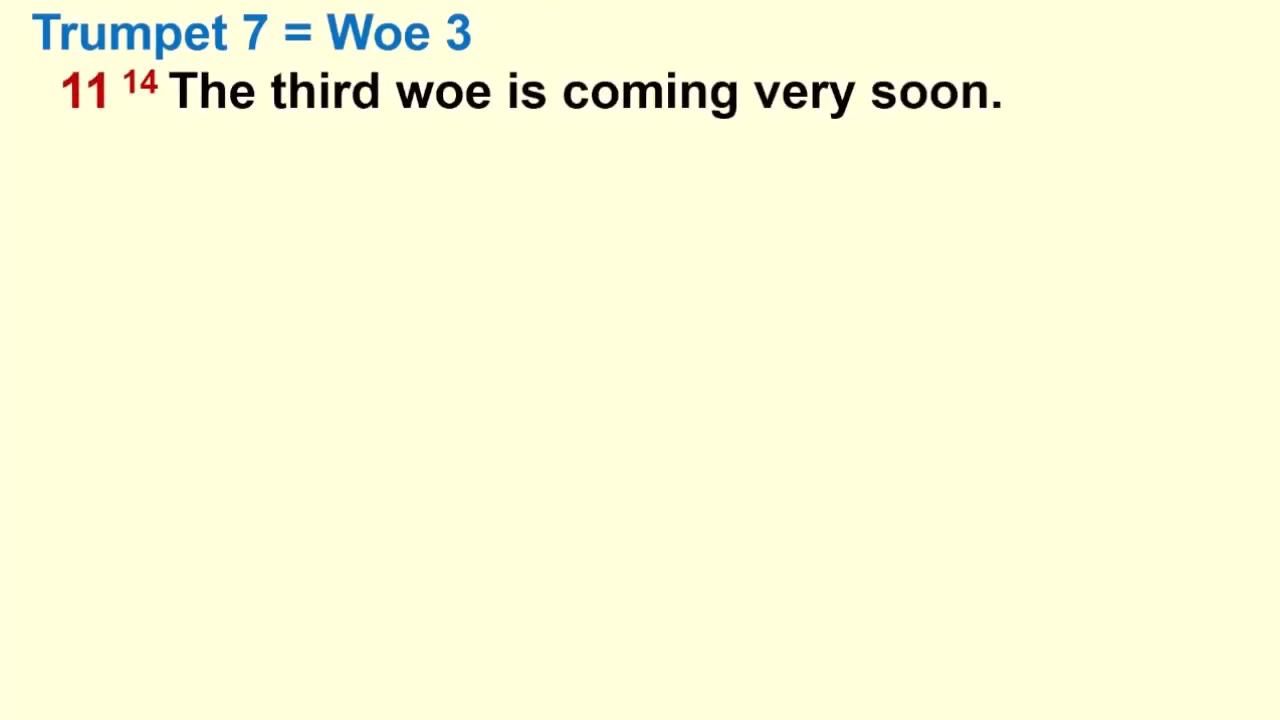 Trumpet 7 = Woe 3
11 14 The third woe is coming very soon.